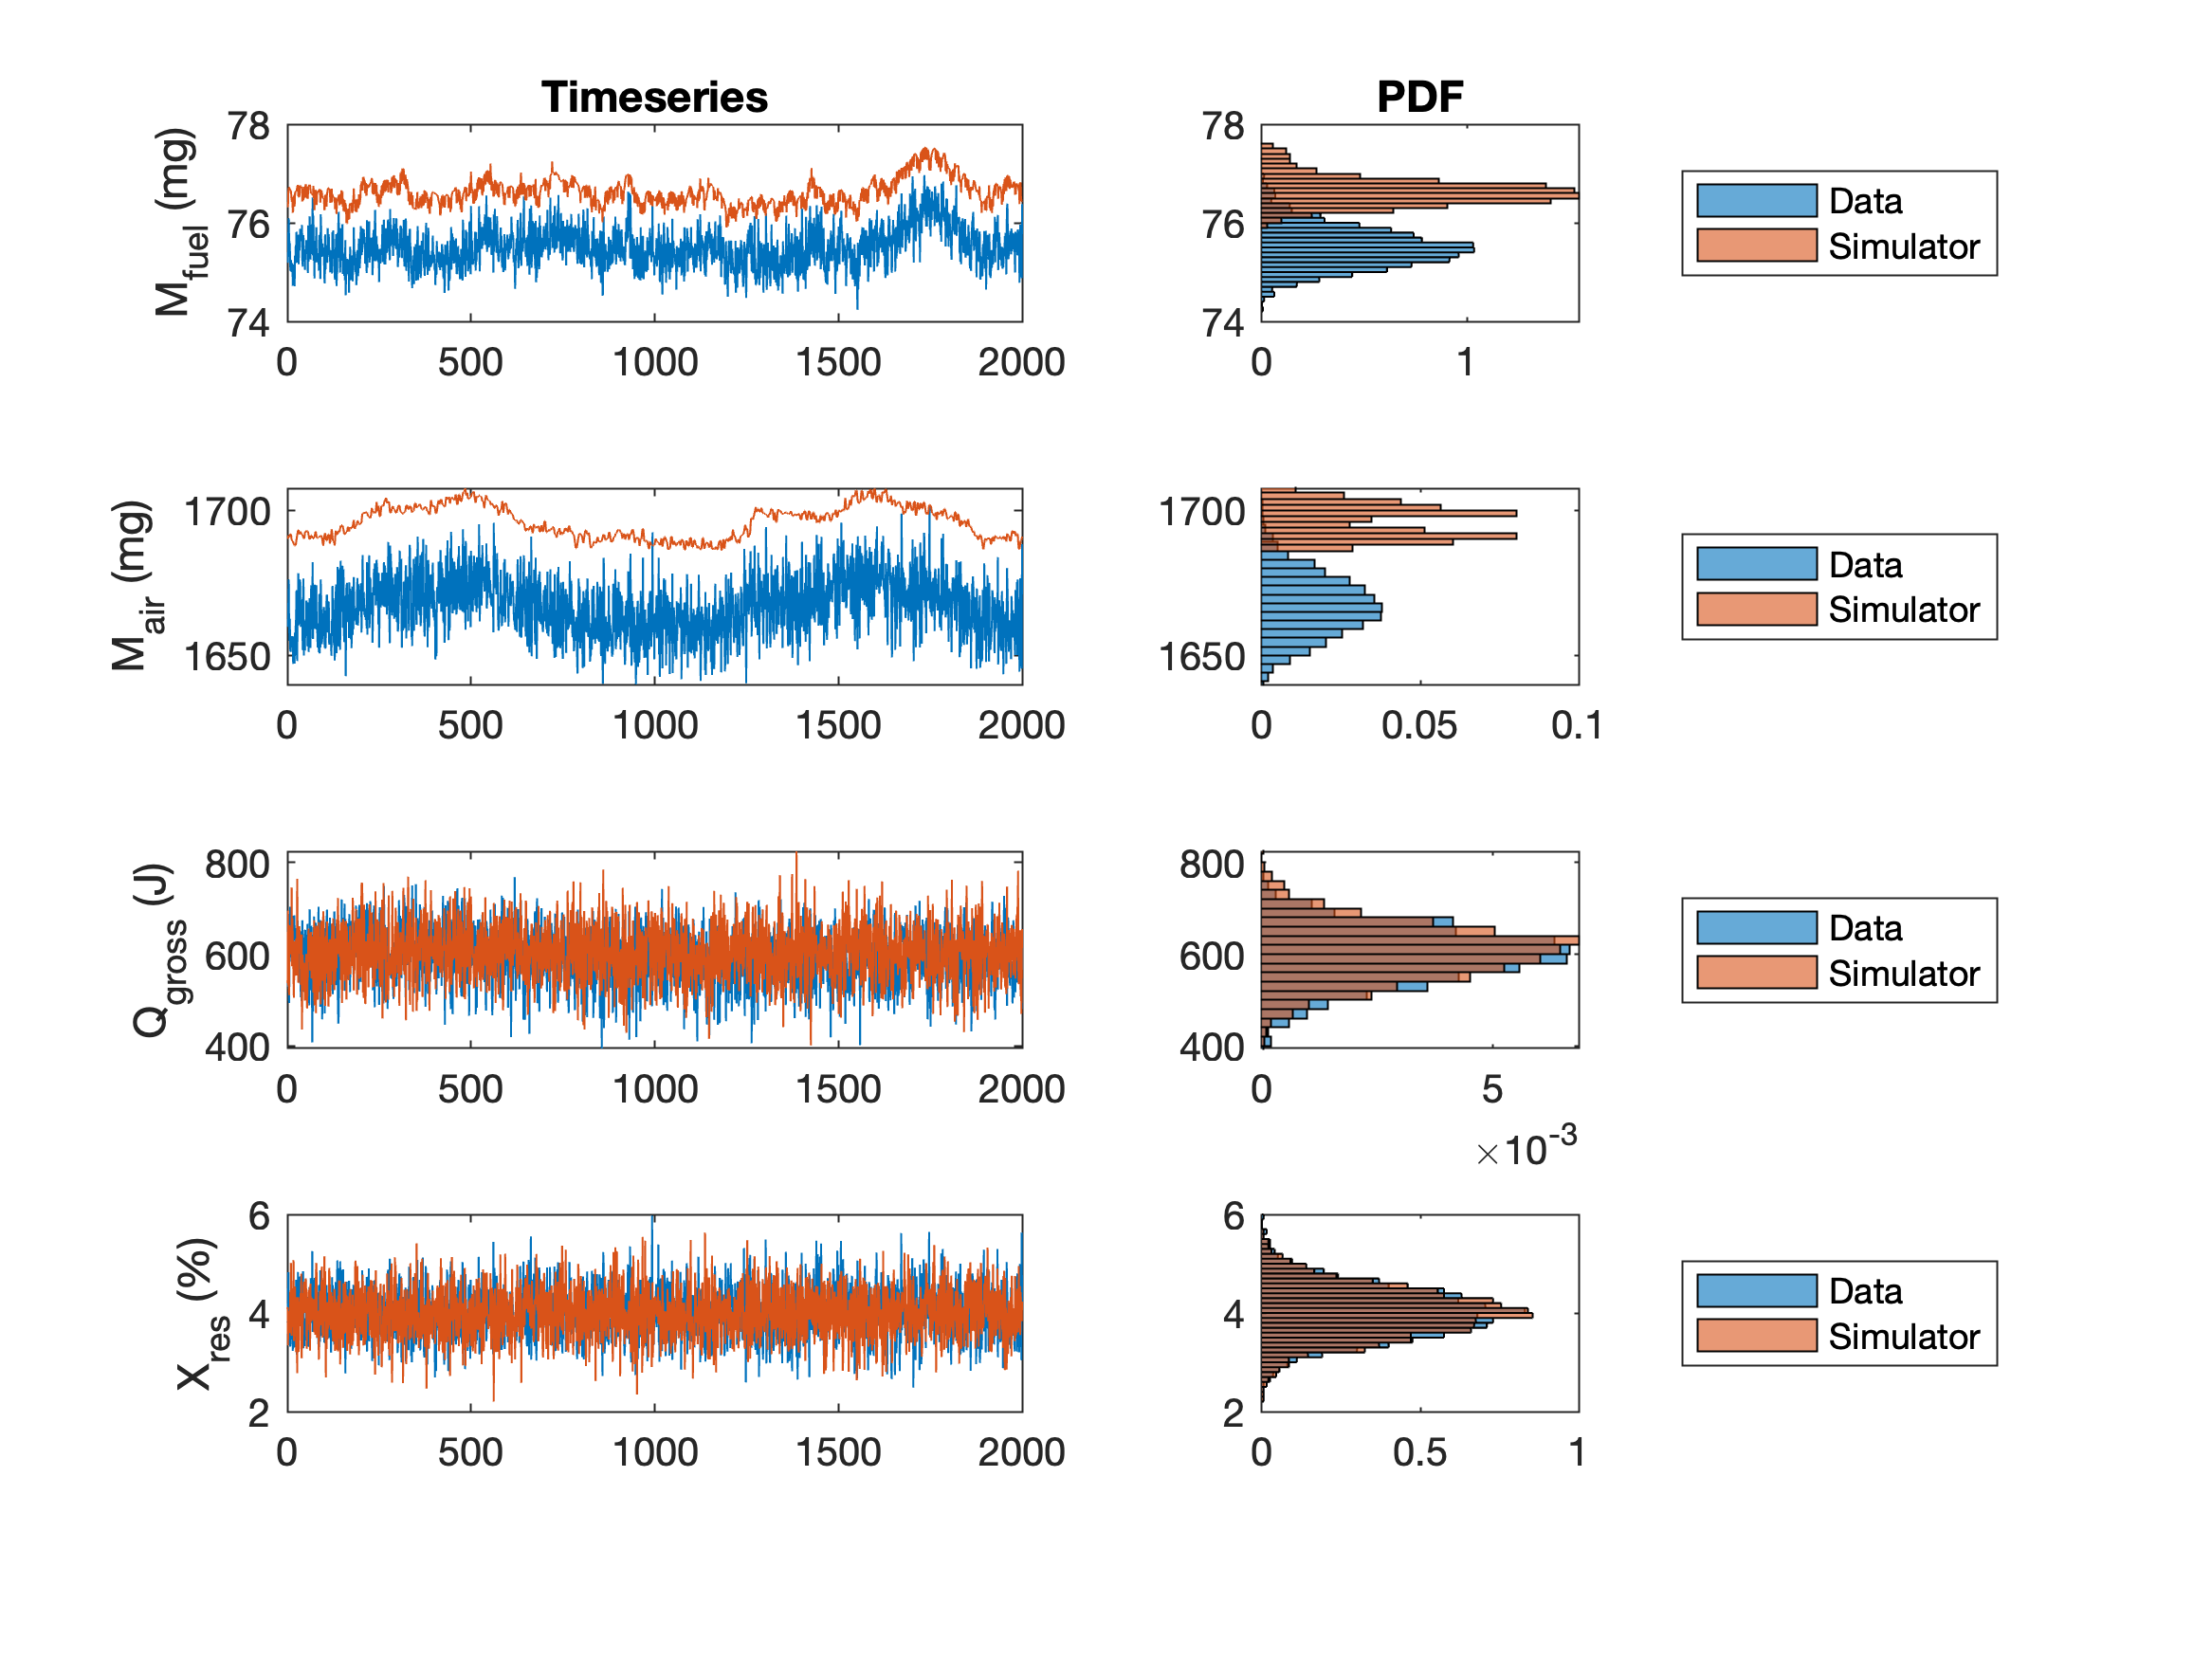 Timeseries
PDF
M_fuel (mg)
78
76
74
0 500 1000 1500 2000
78
76
74
0 1
Data
Simulator
M_air (mg)
1700
1650
0 500 1000 1500 2000
1700
1650
0 0.05 0.1
Data
Simulator
Q_gross (J)
800
600
400
0 500 1000 1500 2000
800
600
400
0 5
×10^-3
Data
Simulator
X_res (%)
6
4
2
0 500 1000 1500 2000
6
4
2
0 0.5 1
Data
Simulator